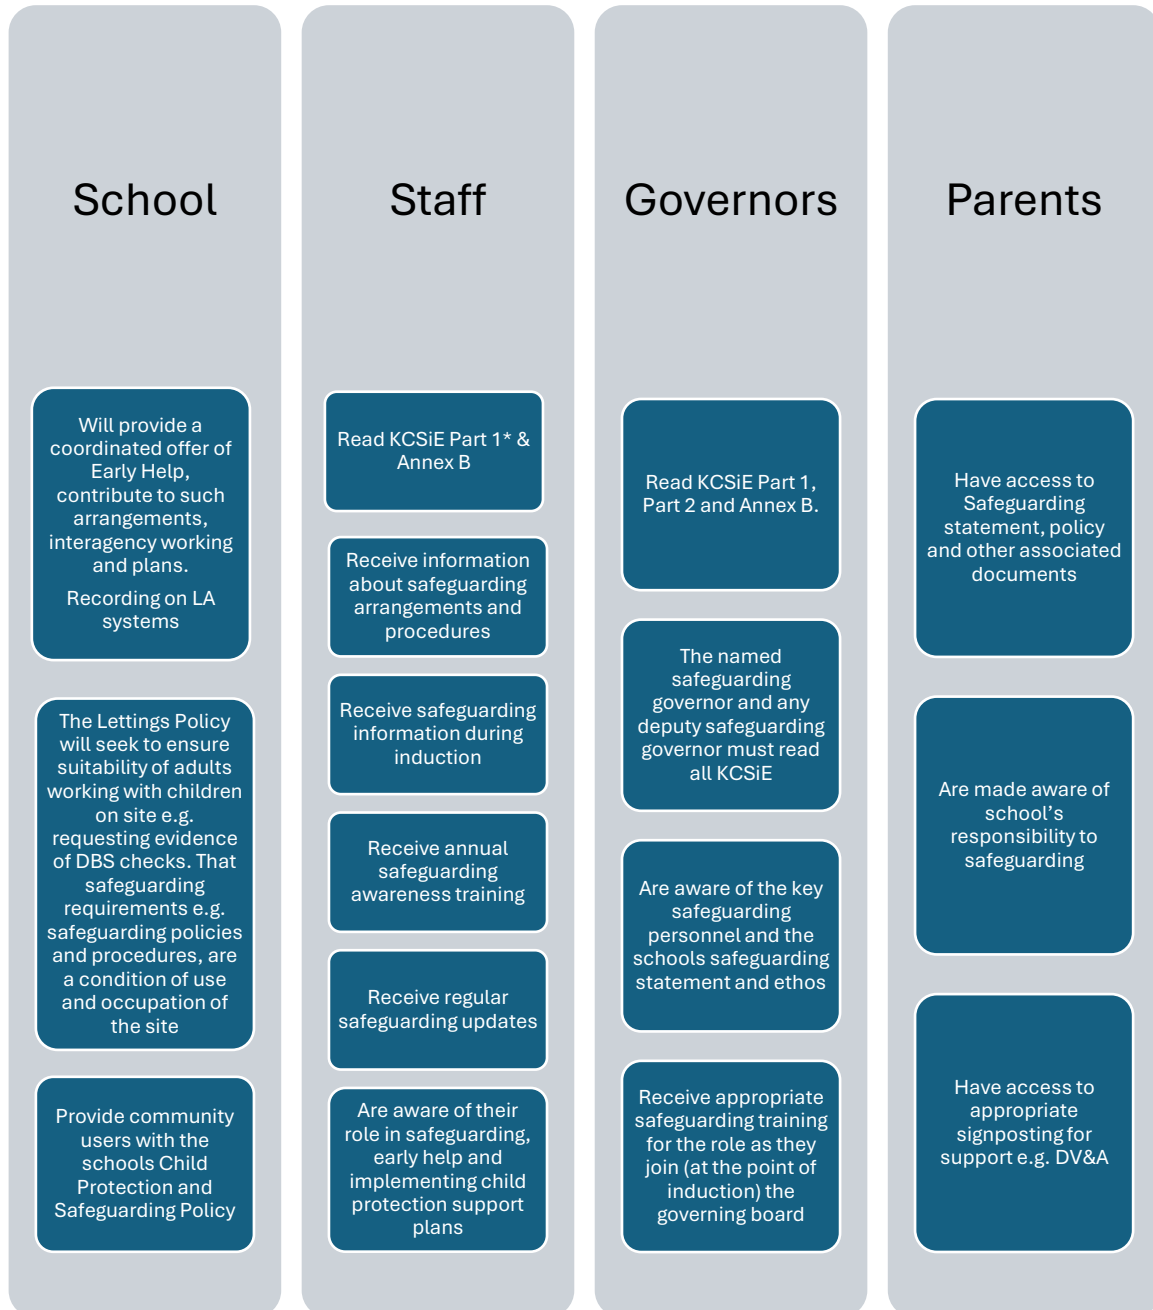 School
Will provide a
coordinated offer of
Early Help,
contribute to such
arrangements,
interagency working
and plans.
Recording on LA
systems
The Lettings Policy
will seek to ensure
suitability of adults
working with children
on site e.g.
requesting evidence
of DBS checks. That
safeguarding
requirements e.g.
safeguarding policies
and procedures, are
a condition of use
and occupation of
the site
Provide community
users with the
schools Child
Protection and
Safeguarding Policy
Staff
Read KCSiE Part 1* &
Annex B
Receive information
about safeguarding
arrangements and
procedures
Receive safeguarding
information during
induction
Receive annual
safeguarding
awareness training
Receive regular
safeguarding updates
Are aware of their
role in safeguarding,
early help and
implementing child
protection support
plans
Governors
Read KCSiE Part 1,
Part 2 and Annex B.
The named
safeguarding
governor and any
deputy safeguarding
governor must read
all KCSiE
Are aware of the key
safeguarding
personnel and the
schools safeguarding
statement and ethos
Receive appropriate
safeguarding training
for the role as they
join (at the point of
induction) the
governing board
Parents
Have access to
Safeguarding
statement, policy
and other associated
documents
Are made aware of
school’s
responsibility to
safeguarding
Have access to
appropriate
signposting for
support e.g. DV&A